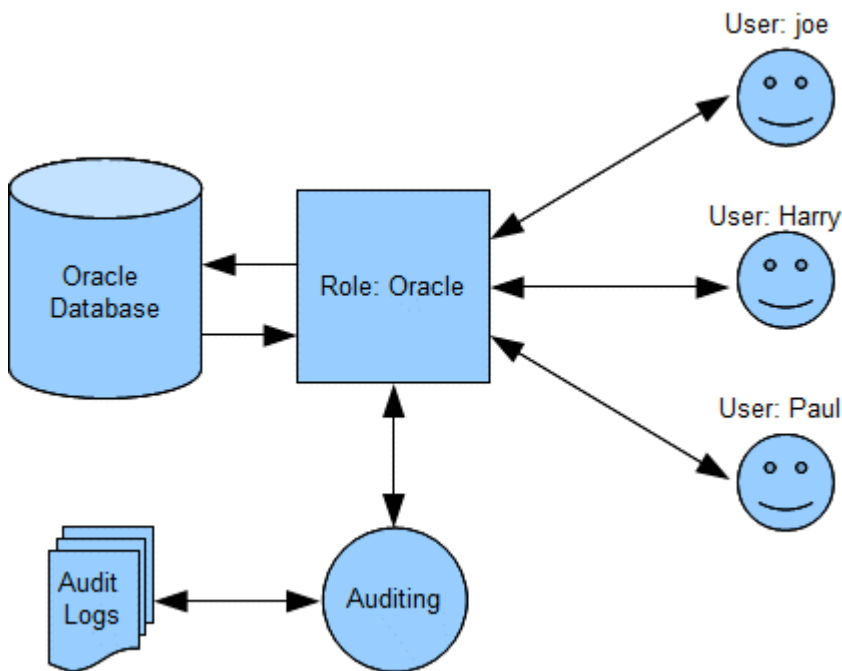 User: joe
User: Harry
Oracle
Database
Role: Oracle
User: Paul
Audit
Logs
Auditing